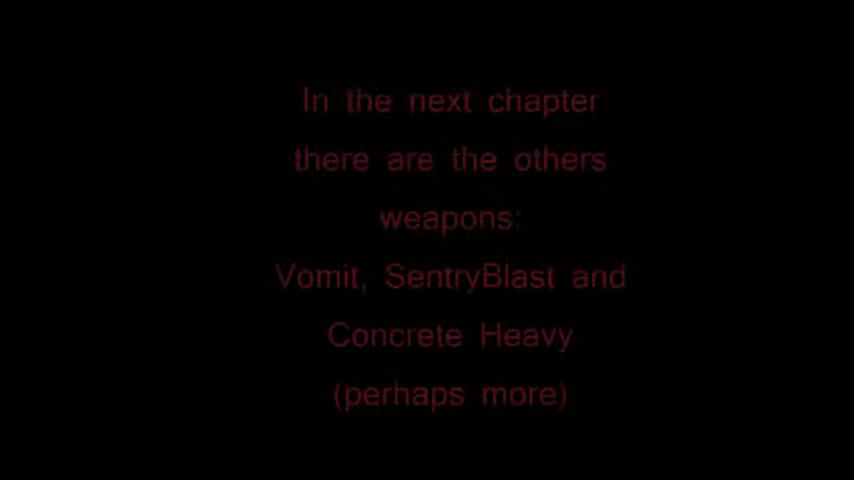 In the next chapter
there are the others
weapons:
Vomit, SentryBlast and
Concrete Heavy
(perhaps more)